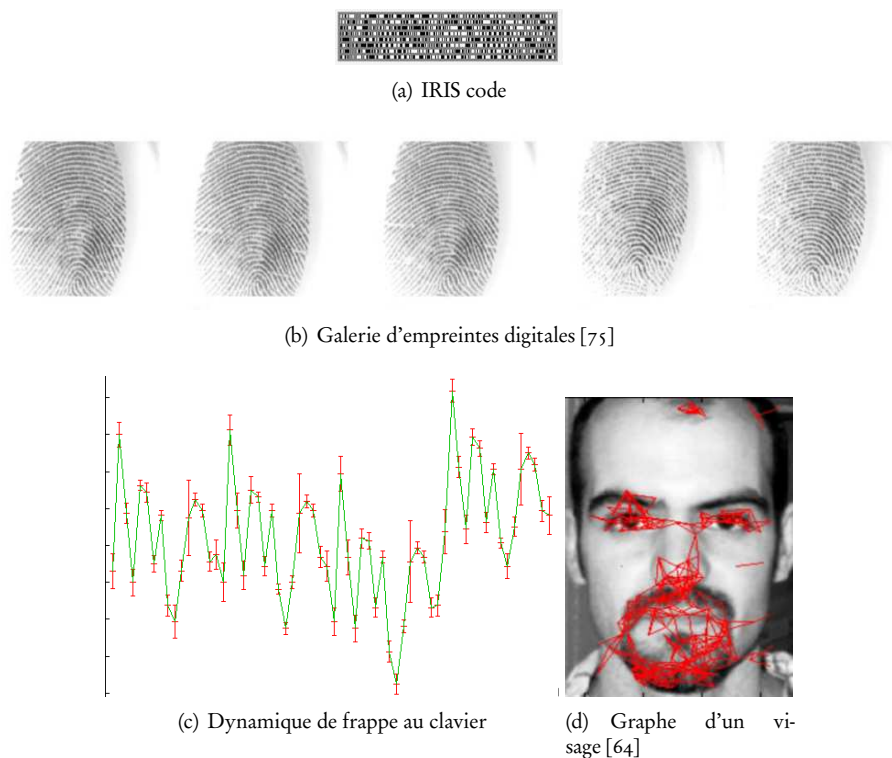 (a) IRIS code
(b) Galerie d'empreintes digitales [75]
(c) Dynamique de frappe au clavier
(d) Graphe d'un vi-
sage [64]